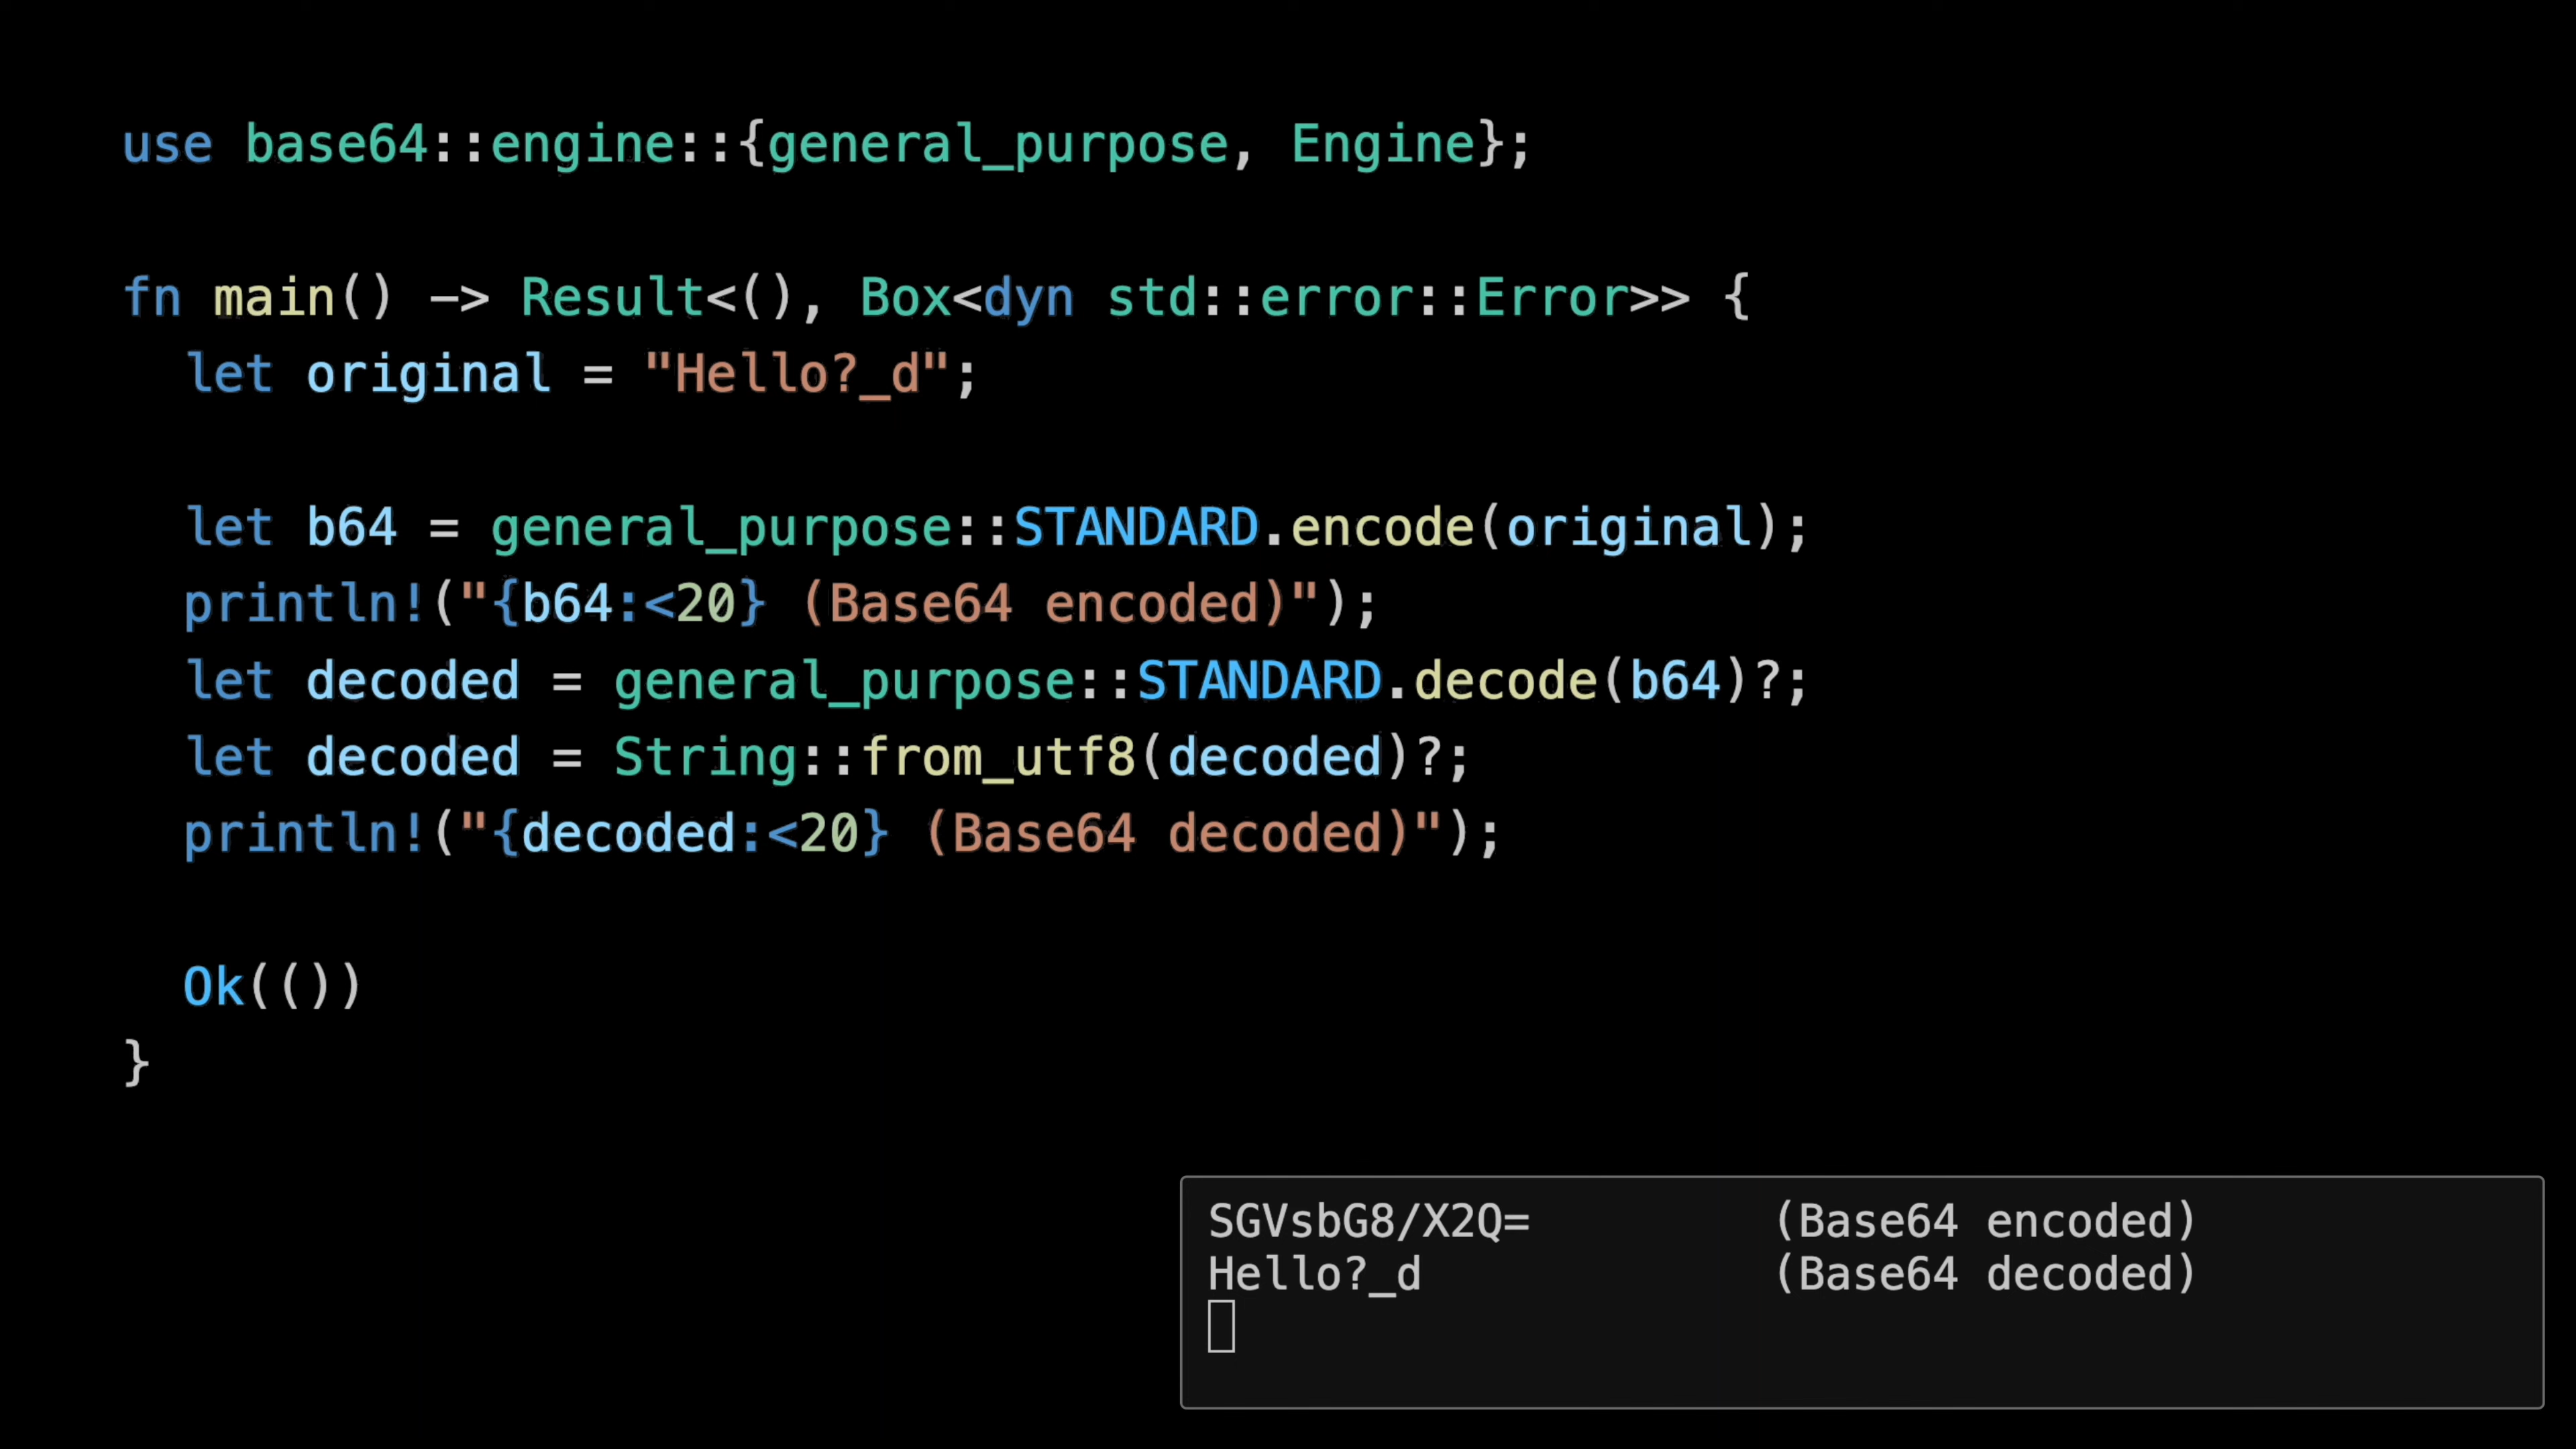 use base64::engine::{general_purpose, Engine};
fn main() -> Result<(), Box<dyn std::error::Error>> {
let original = "Hello?_d";
let b64 = general_purpose::STANDARD.encode(original);
println!("{b64:<20} (Base64 encoded)");
let decoded = general_purpose::STANDARD.decode(b64)?;
let decoded = String::from_utf8(decoded)?;
println!("{decoded:<20} (Base64 decoded)");
Ok(())
}
SGVsbG8/X2Q= (Base64 encoded)
Hello?_d (Base64 decoded)